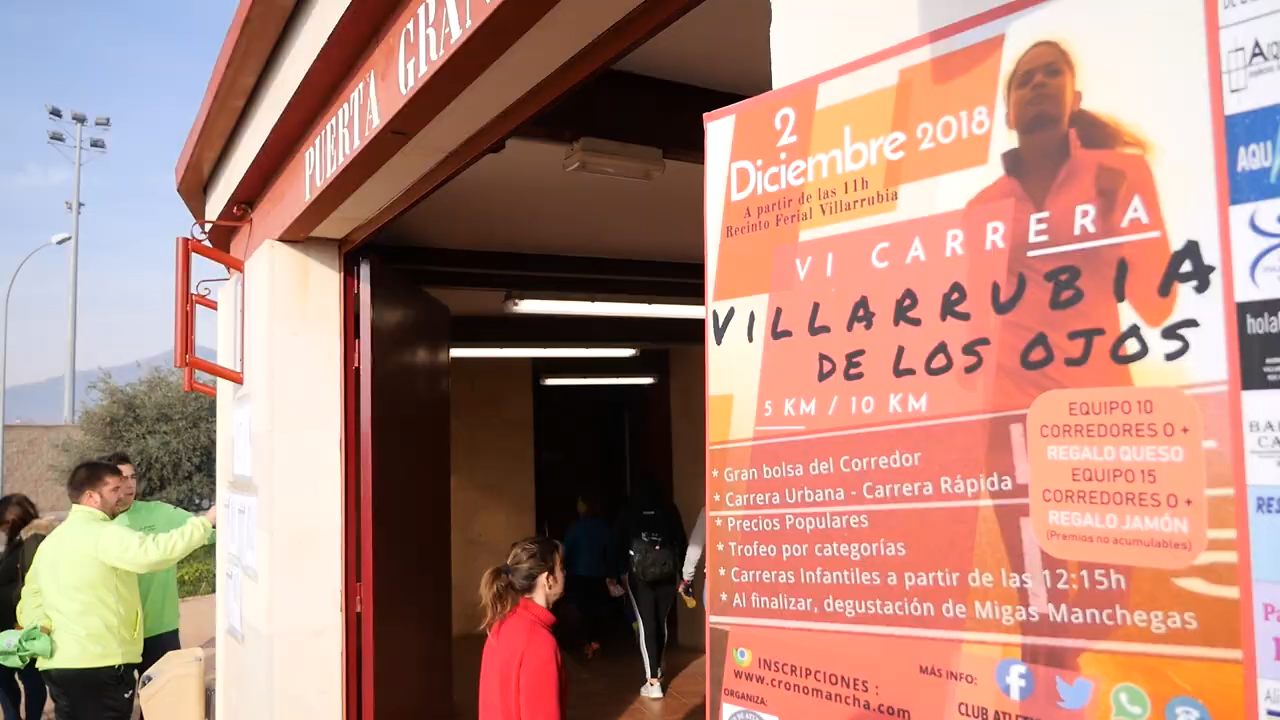 PUERTA
2
Diciembre 2018
A partir de las 11h
Recinto Ferial Villarrubia
VI CARRERA
VILLARRUBIA
DE LOS OJOS
5 KM / 10 KM
EQUIPO 10
CORREDORES O +
REGALO QUESO
EQUIPO 15
CORREDORES O +
REGALO JAMÓN
(Premios no acumulables)
* Gran bolsa del Corredor
* Carrera Urbana - Carrera Rápida
* Precios Populares
* Trofeo por categorías
* Carreras Infantiles a partir de las 12:15h
* Al finalizar, degustación de Migas Manchegas
INSCRIPCIONES :
www.cronomancha.com
MÁS INFO:
ORGANIZA:
CLUB